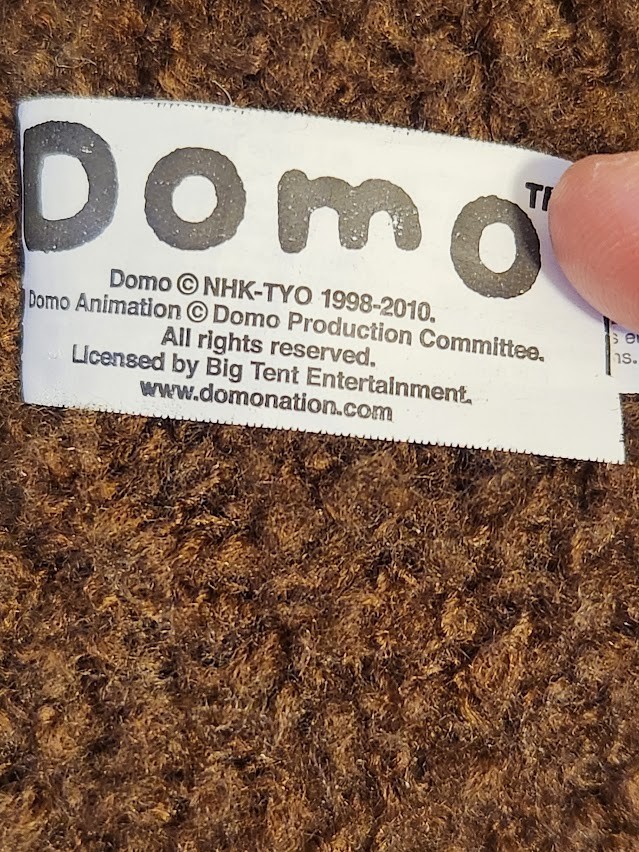 Domo
Domo © NHK-TYO 1998-2010.
Domo Animation © Domo Production Committee.
All rights reserved.
Licensed by Big Tent Entertainment.
www.domonation.com